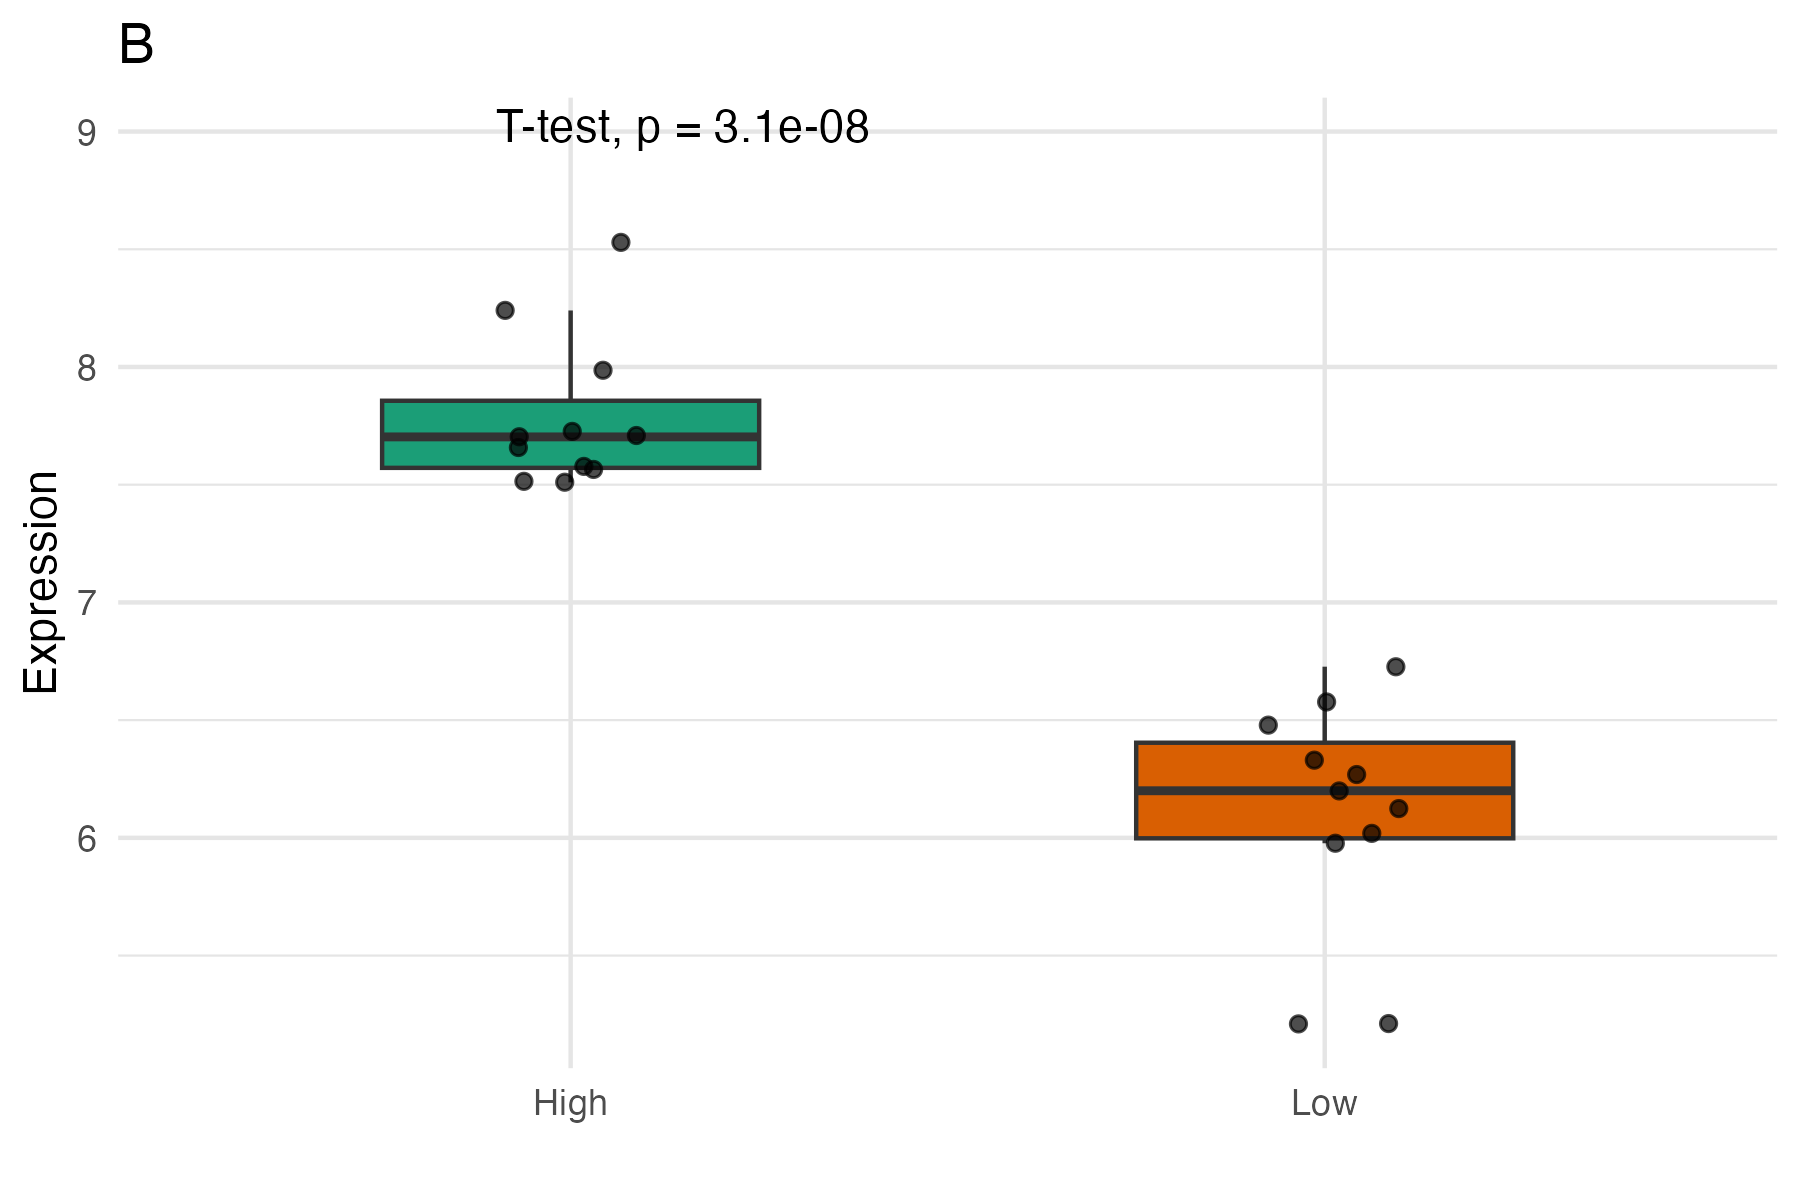 B
T-test, p = 3.1e-08
9
8
7
6
Expression
High
Low